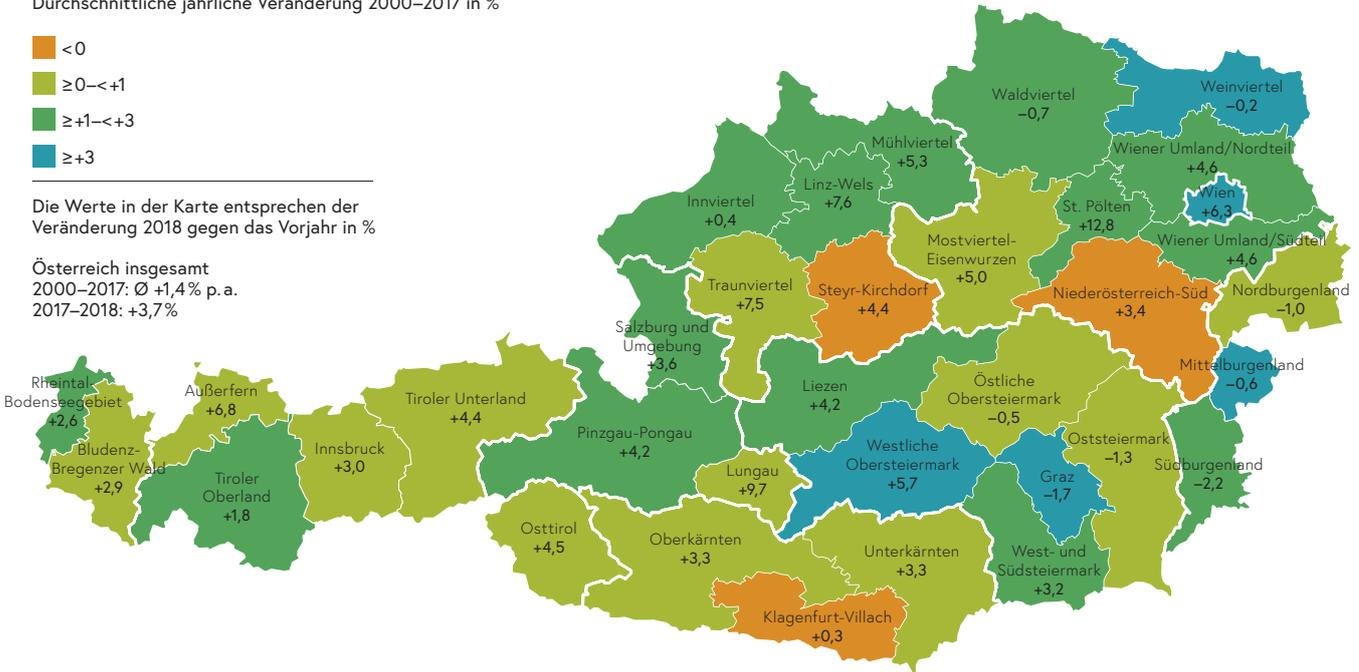 Durchschnittliche jährliche Veränderung 2000–2017 in %
< 0
≥ 0–< +1
≥ +1–< +3
≥ +3
Die Werte in der Karte entsprechen der
Veränderung 2018 gegen das Vorjahr in %
Österreich insgesamt
2000–2017: Ø +1,4 % p. a.
2017–2018: +3,7 %
Waldviertel
–0,7
Weinviertel
–0,2
Mühlviertel
+5,3
Wiener Umland/Nordteil
+4,6
Linz-Wels
+7,6
Wien
+6,3
Innviertel
+0,4
St. Pölten
+12,8
Mostviertel-
Eisenwurzen
+5,0
Wiener Umland/Südteil
+4,6
Traunviertel
+7,5
Steyr-Kirchdorf
+4,4
Niederösterreich-Süd
+3,4
Nordburgenland
–1,0
Salzburg und
Umgebung
+3,6
Mittelburgenland
–0,6
Rheintal-
Bodenseegebiet
+2,6
Außerfern
+6,8
Tiroler Unterland
+4,4
Liezen
+4,2
Östliche
Obersteiermark
–0,5
Pinzgau-Pongau
+4,2
Innsbruck
+3,0
Bludenz-
Bregenzer Wald
+2,9
Westliche
Obersteiermark
+5,7
Oststeiermark
–1,3
Südburgenland
–2,2
Lungau
+9,7
Graz
–1,7
Tiroler
Oberland
+1,8
Osttirol
+4,5
Oberkärnten
+3,3
Unterkärnten
+3,3
West- und
Südsteiermark
+3,2
Klagenfurt-Villach
+0,3